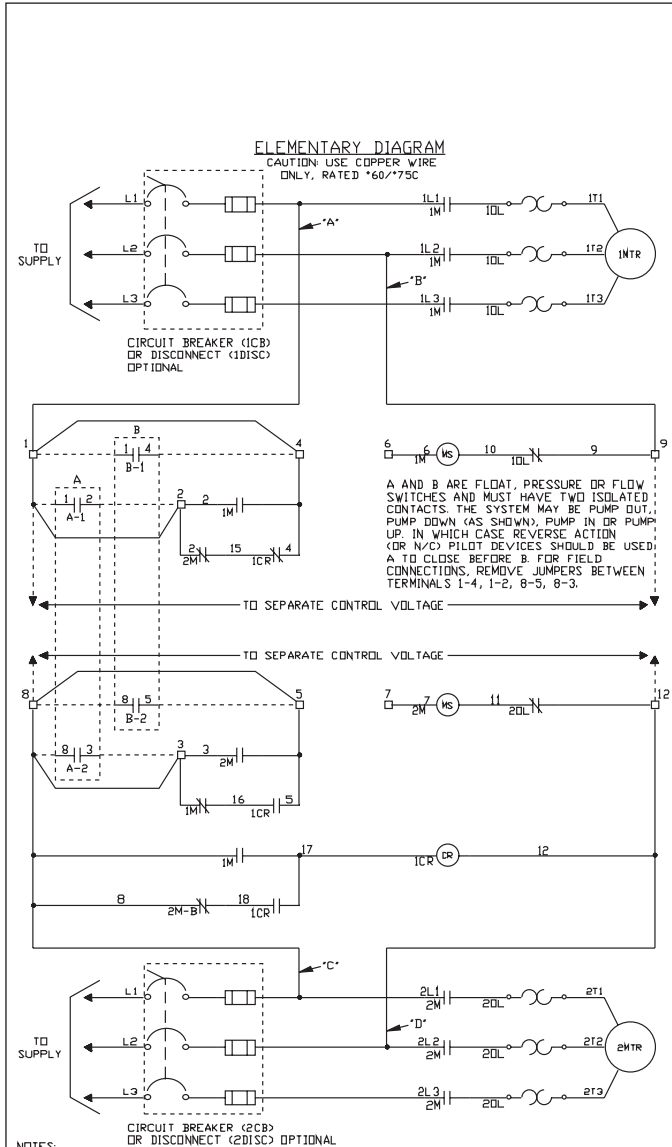 ELEMENTARY DIAGRAM
CAUTION: USE COPPER WIRE
ONLY, RATED *60/*75C
L1
1L1
1M
1OL
1T1
"A"
TO
SUPPLY
L2
1L2
1M
1OL
1T2
1MTR
"B"
L3
1L3
1M
1OL
1T3
CIRCUIT BREAKER (1CB)
OR DISCONNECT (1DISC)
OPTIONAL
1
B
1 4
B-1
4
6
1M
6
MS
10
1OL
9
9
A
1 2
A-1
2
2
1M
2
2M
15
1CR
4
A AND B ARE FLOAT, PRESSURE OR FLOW
SWITCHES AND MUST HAVE TWO ISOLATED
CONTACTS. THE SYSTEM MAY BE PUMP OUT,
PUMP DOWN (AS SHOWN), PUMP IN OR PUMP
UP. IN WHICH CASE REVERSE ACTION
(OR N/C) PILOT DEVICES SHOULD BE USED
A TO CLOSE BEFORE B. FOR FIELD
CONNECTIONS, REMOVE JUMPERS BETWEEN
TERMINALS 1-4, 1-2, 8-5, 8-3.
TO SEPARATE CONTROL VOLTAGE
TO SEPARATE CONTROL VOLTAGE
8
8 5
B-2
5
7
2M
7
MS
11
2OL
12
8 3
A-2
3
3
2M
1M
16
1CR
5
1M
17
1CR
CR
12
8
2M-B
18
1CR
"C"
L1
2L1
2M
2OL
2T1
"D"
TO
SUPPLY
L2
2L2
2M
2OL
2T2
2MTR
L3
2L3
2M
2OL
2T3
CIRCUIT BREAKER (2CB)
OR DISCONNECT (2DISC) OPTIONAL
NOTES: